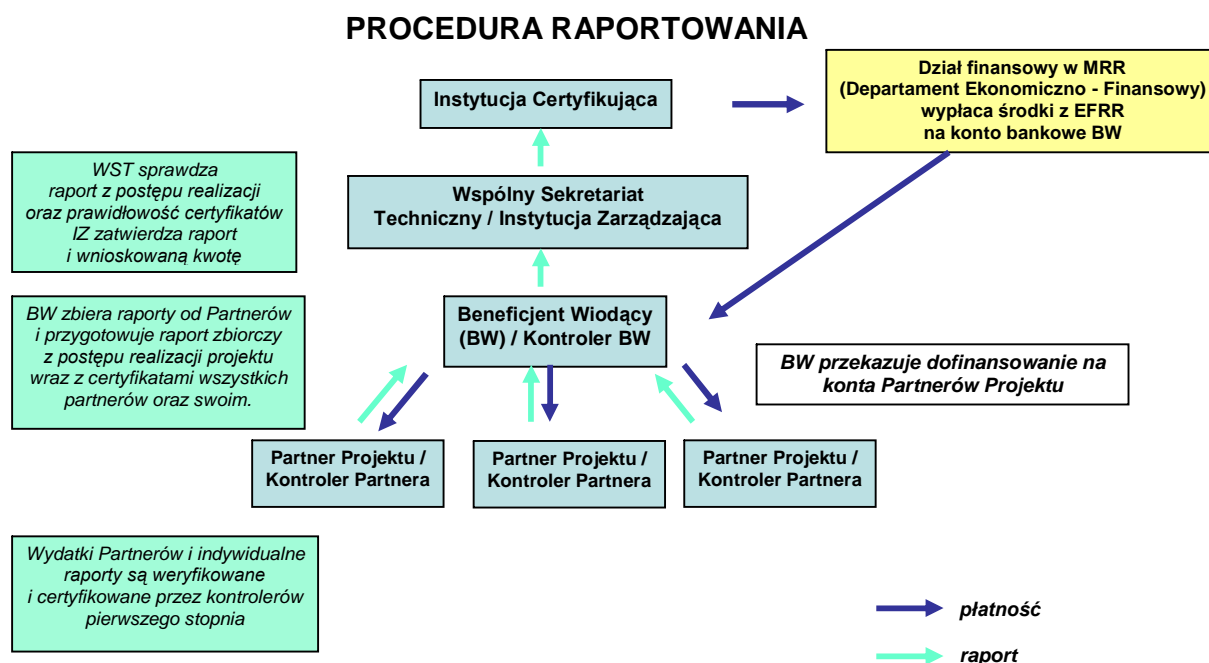 PROCEDURA RAPORTOWANIA
Instytucja Certyfikująca
Dział finansowy w MRR
(Departament Ekonomiczno - Finansowy)
wypłaca środki z EFRR
na konto bankowe BW
WST sprawdza
raport z postępu realizacji
oraz prawidłowość certyfikatów
IZ zatwierdza raport
i wnioskowaną kwotę
Wspólny Sekretariat
Techniczny / Instytucja Zarządzająca
BW zbiera raporty od Partnerów
i przygotowuje raport zbiorczy
z postępu realizacji projektu
wraz z certyfikatami wszystkich
partnerów oraz swoim.
Beneficjent Wiodący
(BW) / Kontroler BW
BW przekazuje dofinansowanie na
konta Partnerów Projektu
Partner Projektu /
Kontroler Partnera
Partner Projektu /
Kontroler Partnera
Partner Projektu /
Kontroler Partnera
Wydatki Partnerów i indywidualne
raporty są weryfikowane
i certyfikowane przez kontrolerów
pierwszego stopnia
płatność
raport